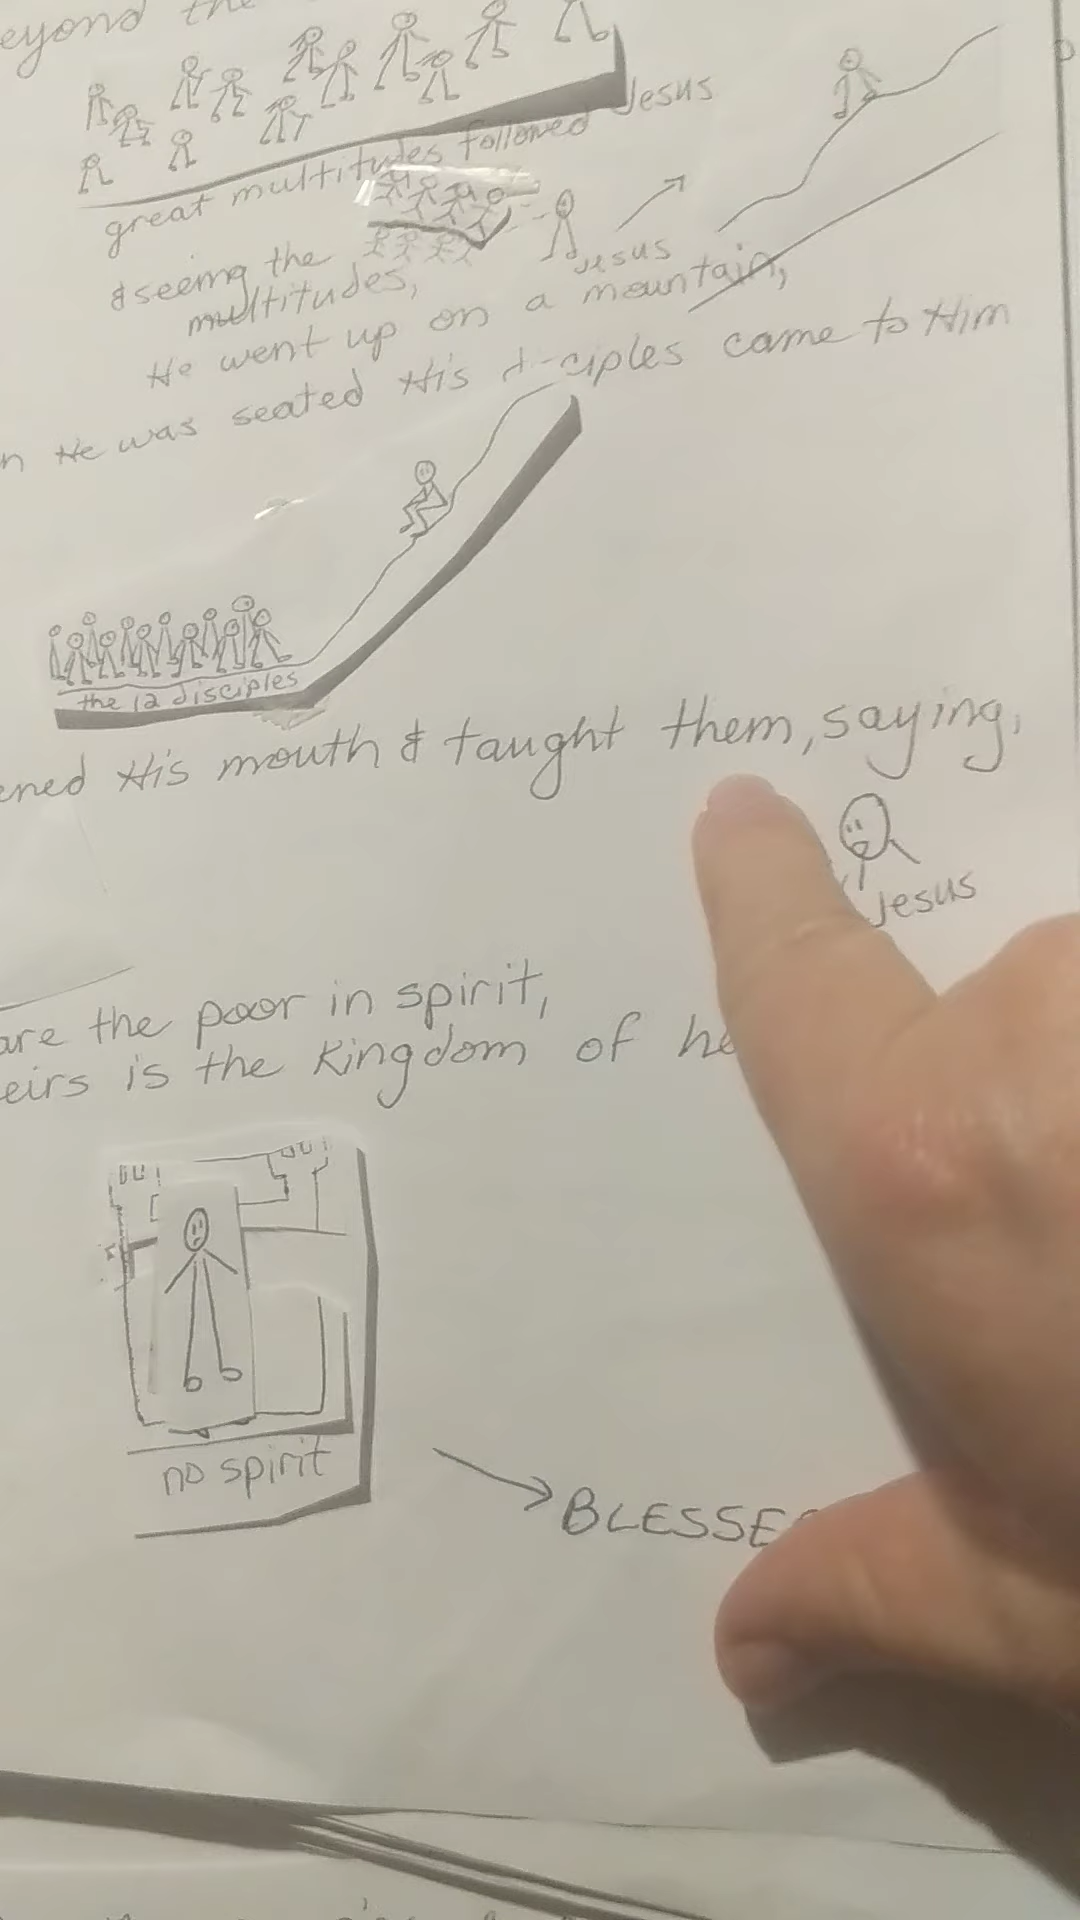 eyond the
great multitudes followed Jesus
& seeing the
multitudes,
Jesus
He went up on a mountain,
n He was seated His disciples came to Him
the 12 disciples
ened His mouth & taught them, saying,
Jesus
are the poor in spirit,
eirs is the kingdom of he
no spirit
BLESSE